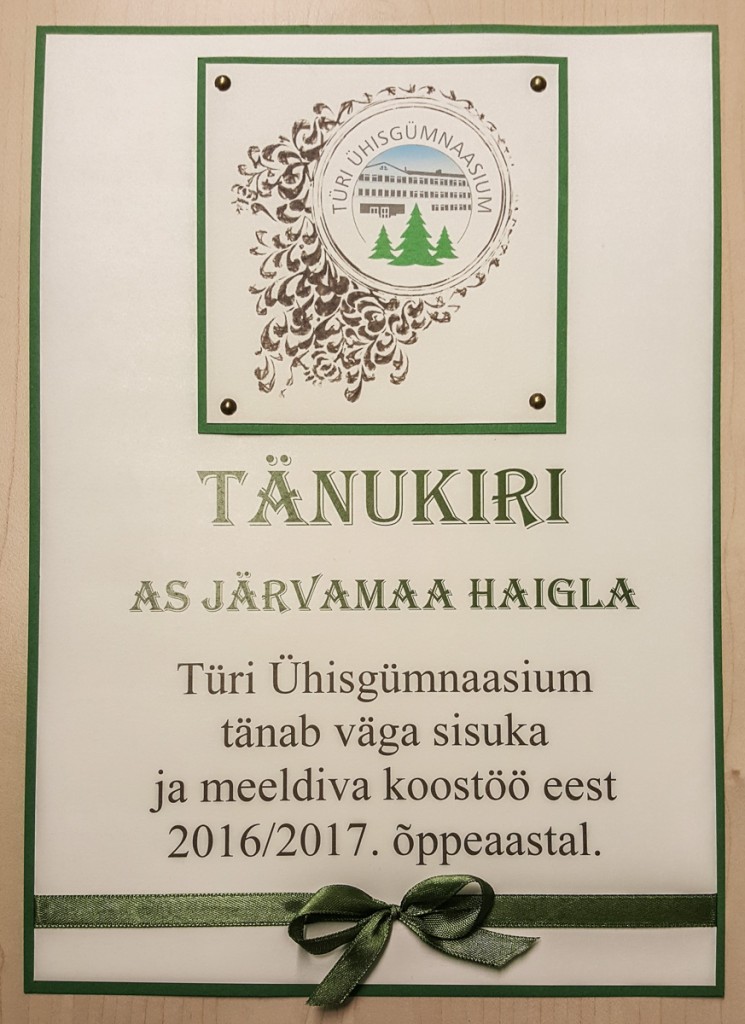 TÜRI ÜHISGÜMNAASIUM
TÄNUKIRI
AS JÄRVAMAA HAIGLA
Türi Ühisgümnaasium
tänab väga sisuka
ja meeldiva koostöö eest
2016/2017. õppeaastal.